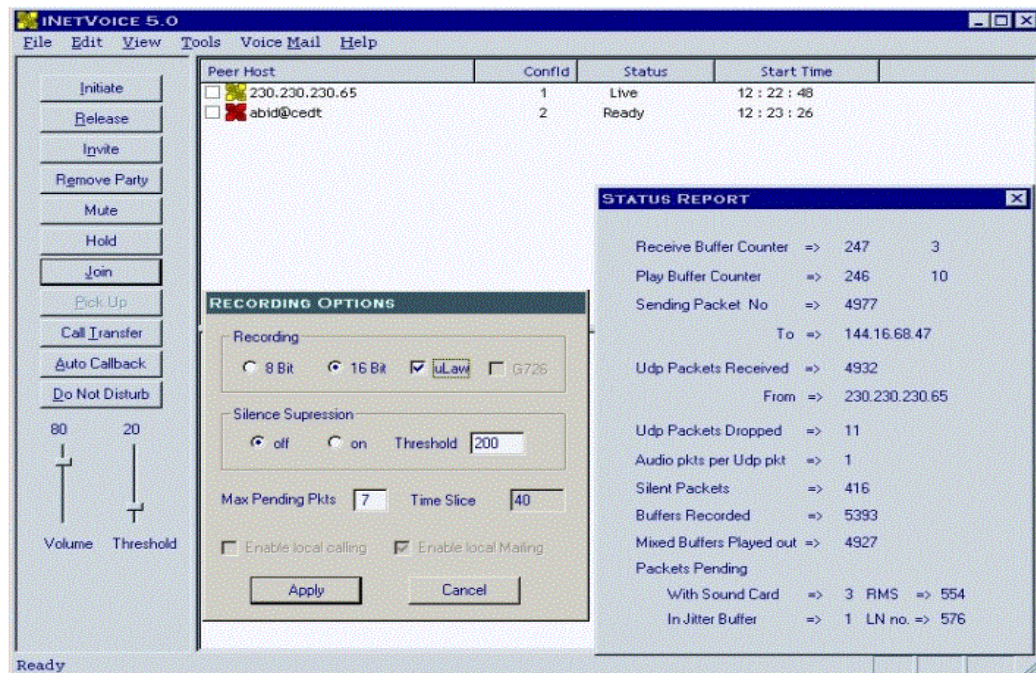 iNetVoice 5.0
File Edit View Tools Voice Mail Help
Initiate
Release
Invite
Remove Party
Mute
Hold
Join
Pick Up
Call Transfer
Auto Callback
Do Not Disturb
80 20
Volume Threshold
Peer Host ConfId Status Start Time
230.230.230.65 1 Live 12 : 22 : 48
abid@cedt 2 Ready 12 : 23 : 26
Recording Options
Recording
8 Bit 16 Bit uLaw G726
Silence Supression
off on Threshold 200
Max Pending Pkts 7 Time Slice 40
Enable local calling Enable local Mailing
Apply Cancel
Status Report
Receive Buffer Counter => 247 3
Play Buffer Counter => 246 10
Sending Packet No => 4977
To => 144.16.68.47
Udp Packets Received => 4932
From => 230.230.230.65
Udp Packets Dropped => 11
Audio pkts per Udp pkt => 1
Silent Packets => 416
Buffers Recorded => 5393
Mixed Buffers Played out => 4927
Packets Pending
With Sound Card => 3 RMS => 554
In Jitter Buffer => 1 LN no. => 576
Ready